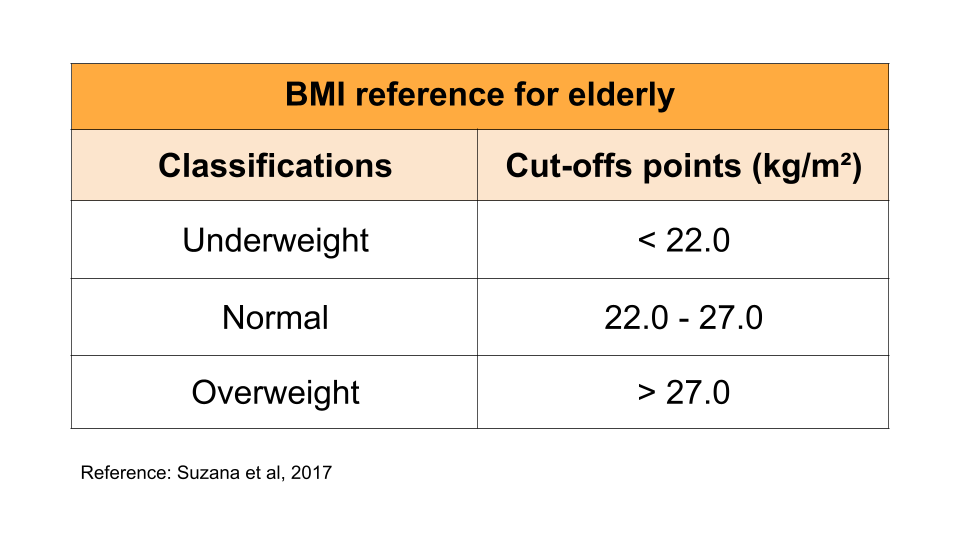 BMI reference for elderly
Classifications Cut-offs points (kg/m²)
Underweight < 22.0
Normal 22.0 - 27.0
Overweight > 27.0
Reference: Suzana et al, 2017